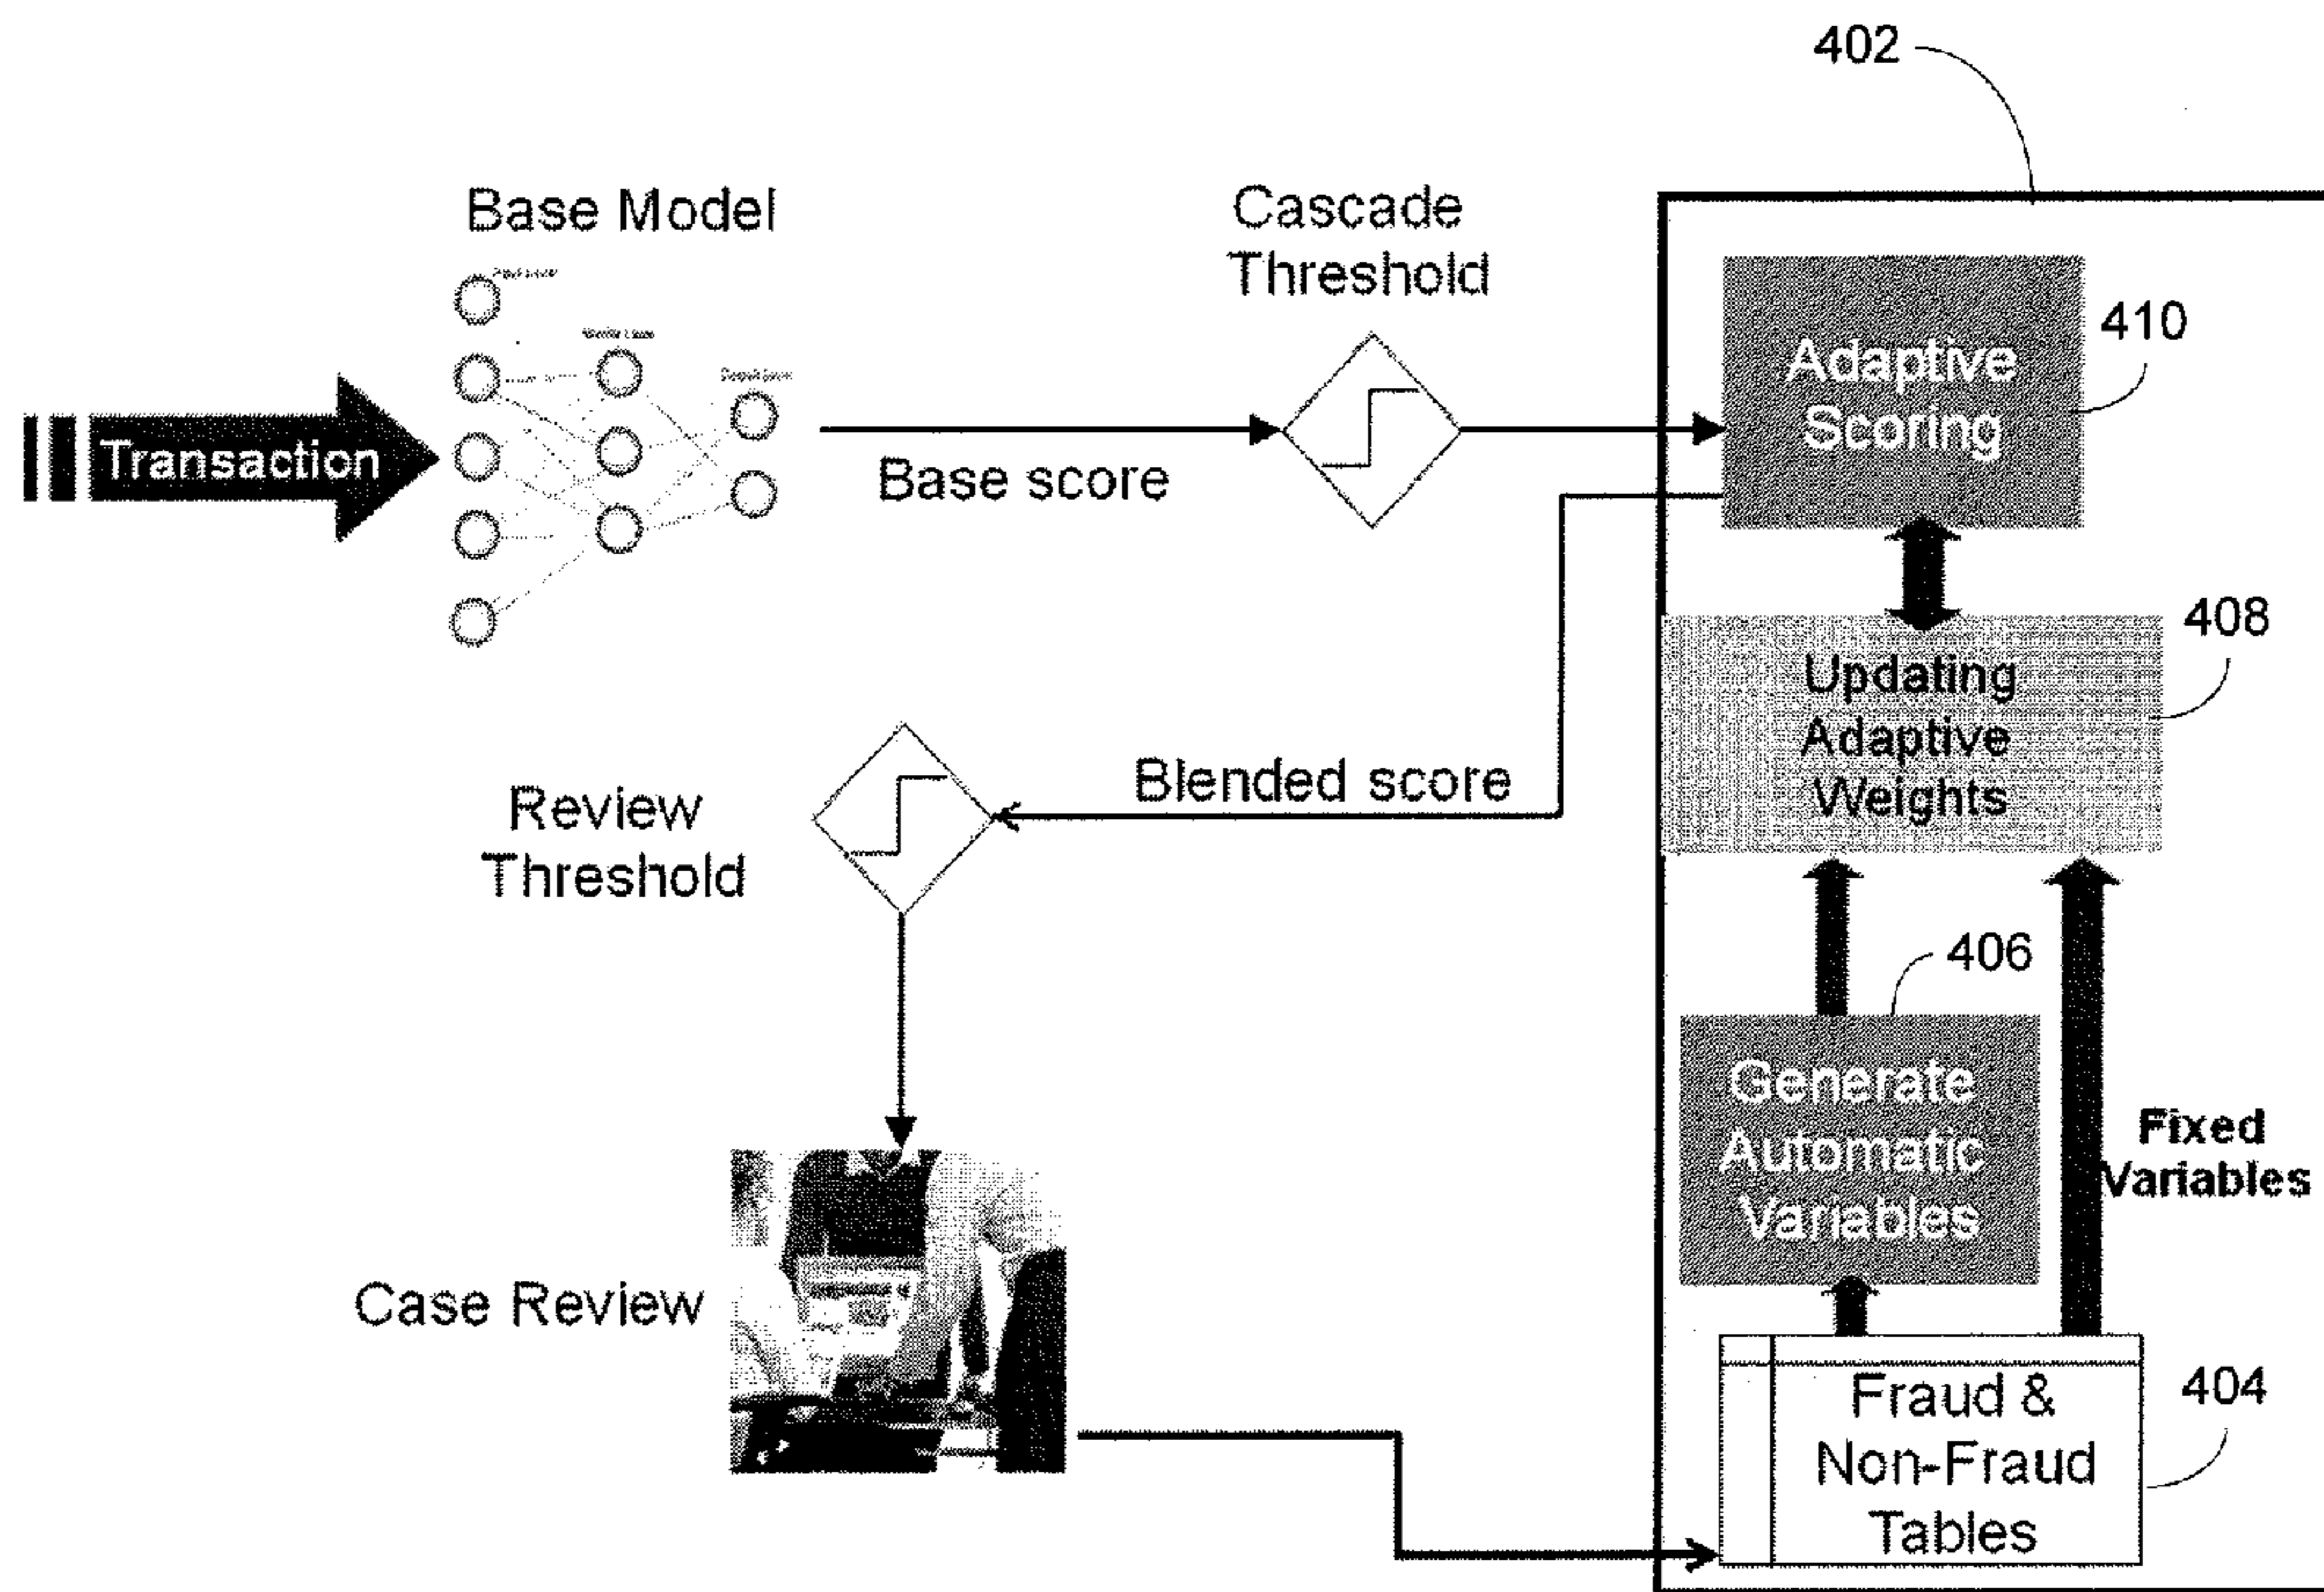 402
Base Model
Cascade
Threshold
Adaptive
Scoring
410
Transaction
Base score
408
Updating
Adaptive
Weights
Blended score
Review
Threshold
406
Generate
Automatic
Variables
Fixed
Variables
Case Review
404
Fraud &
Non-Fraud
Tables